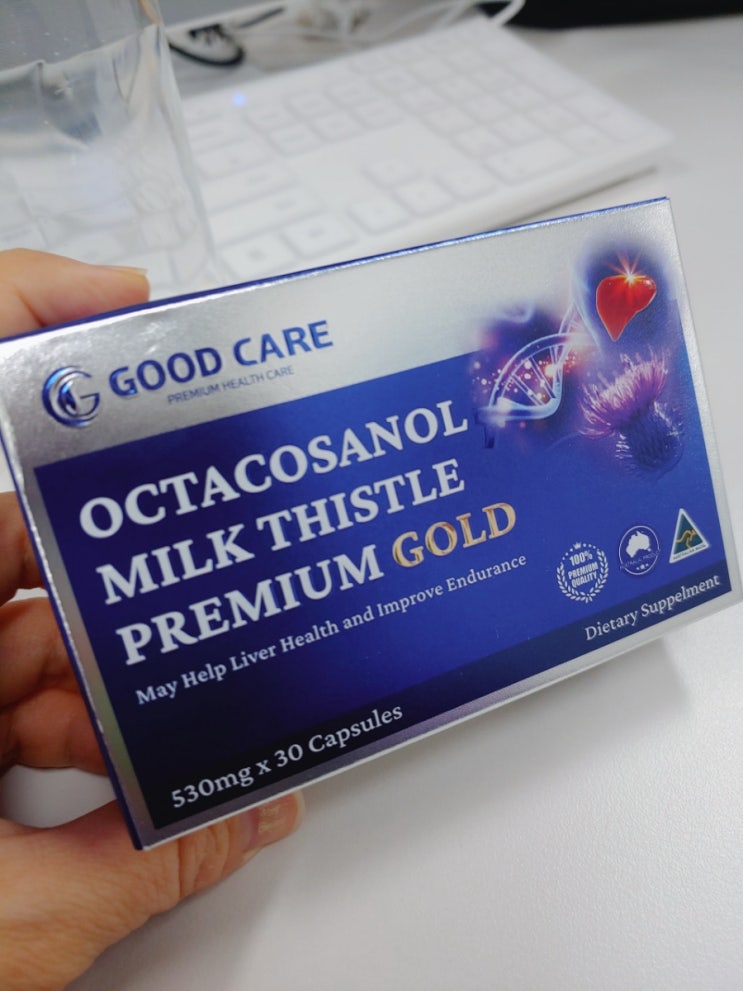 GOOD CARE
PREMIUM HEALTH CARE
OCTACOSANOL
MILK THISTLE
PREMIUM GOLD
May Help Liver Health and Improve Endurance
100%
PREMIUM
QUALITY
Dietary Suppelment
530mg x 30 Capsules